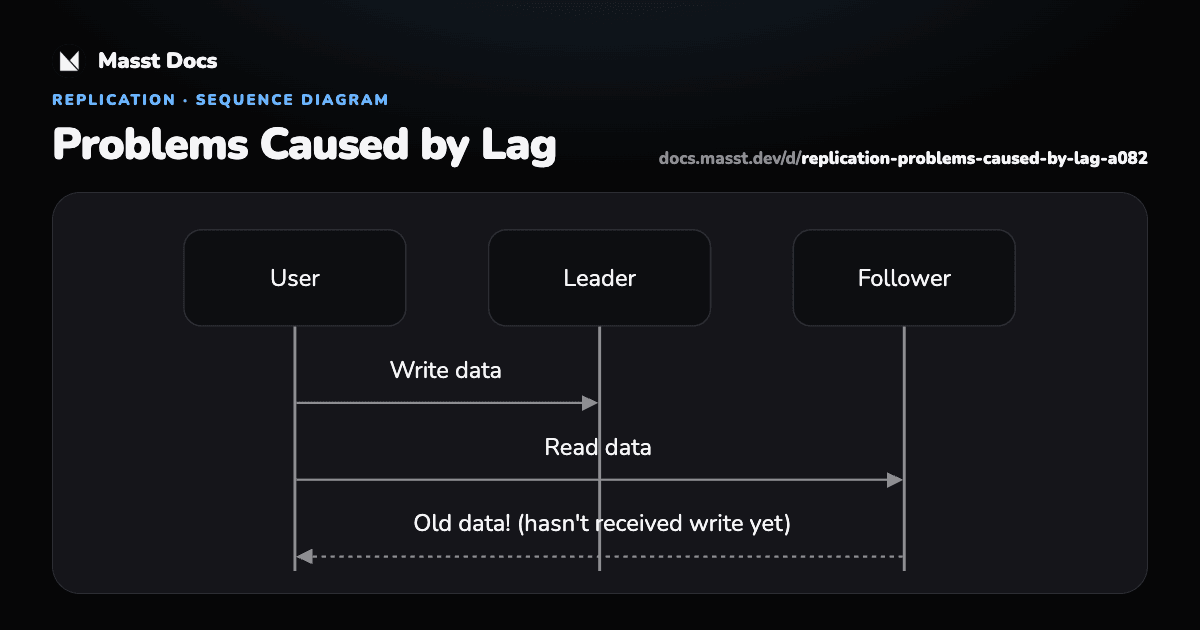 Masst Docs
REPLICATION · SEQUENCE DIAGRAM
Problems Caused by Lag
docs.masst.dev/d/replication-problems-caused-by-lag-a082
User
Leader
Follower
Write data
Read data
Old data! (hasn't received write yet)